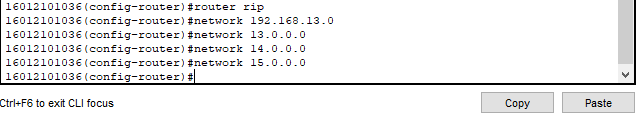 16012101036(config-router)#router rip
16012101036(config-router)#network 192.168.13.0
16012101036(config-router)#network 13.0.0.0
16012101036(config-router)#network 14.0.0.0
16012101036(config-router)#network 15.0.0.0
16012101036(config-router)#
Ctrl+F6 to exit CLI focus
Copy
Paste